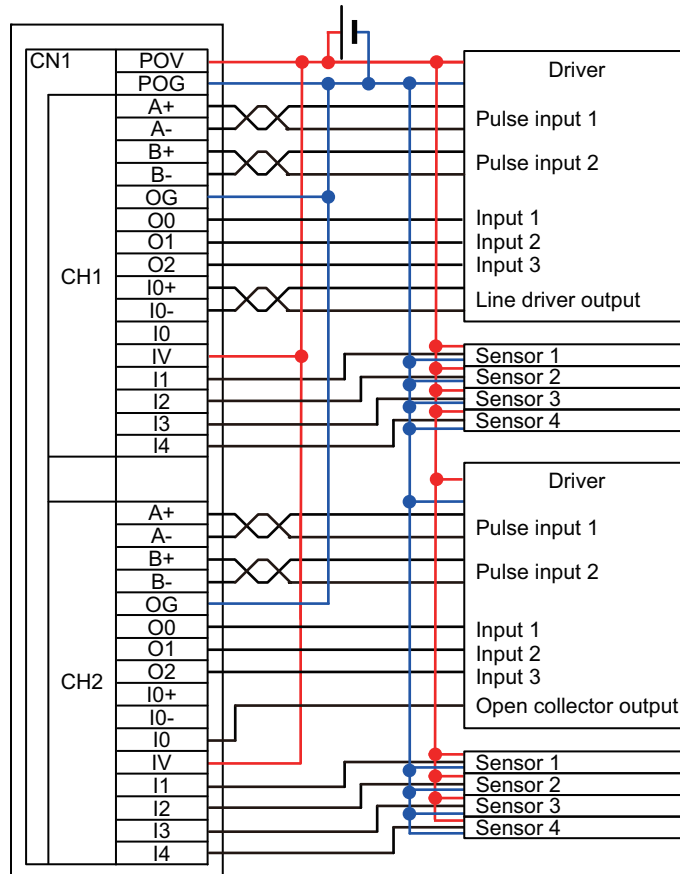 CN1
POV
POG
CH1
A+
A-
B+
B-
OG
O0
O1
O2
I0+
I0-
I0
IV
I1
I2
I3
I4
CH2
A+
A-
B+
B-
OG
O0
O1
O2
I0+
I0-
I0
IV
I1
I2
I3
I4
Driver
Pulse input 1
Pulse input 2
Input 1
Input 2
Input 3
Line driver output
Sensor 1
Sensor 2
Sensor 3
Sensor 4
Driver
Pulse input 1
Pulse input 2
Input 1
Input 2
Input 3
Open collector output
Sensor 1
Sensor 2
Sensor 3
Sensor 4